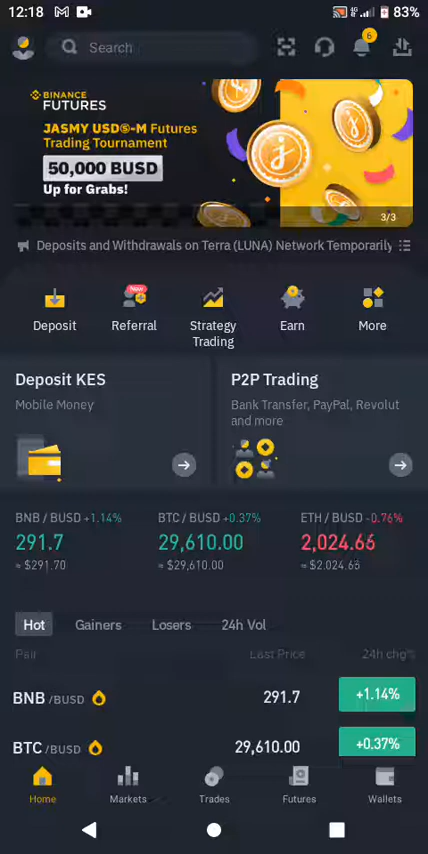 12:18 83%
Search
6
BINANCE
FUTURES
JASMY USDⓈ-M Futures
Trading Tournament
50,000 BUSD
Up for Grabs!
3/3
Deposits and Withdrawals on Terra (LUNA) Network Temporarily
New
Deposit Referral Strategy Trading Earn More
Deposit KES
Mobile Money
P2P Trading
Bank Transfer, PayPal, Revolut
and more
BNB / BUSD +1.14% BTC / BUSD +0.37% ETH / BUSD -0.76%
291.7 29,610.00 2,024.66
≈ $291.70 ≈ $29,610.00 ≈ $2,024.66
Hot Gainers Losers 24h Vol
Pair Last Price 24h chg%
BNB /BUSD 291.7 +1.14%
BTC /BUSD 29,610.00 +0.37%
Home Markets Trades Futures Wallets